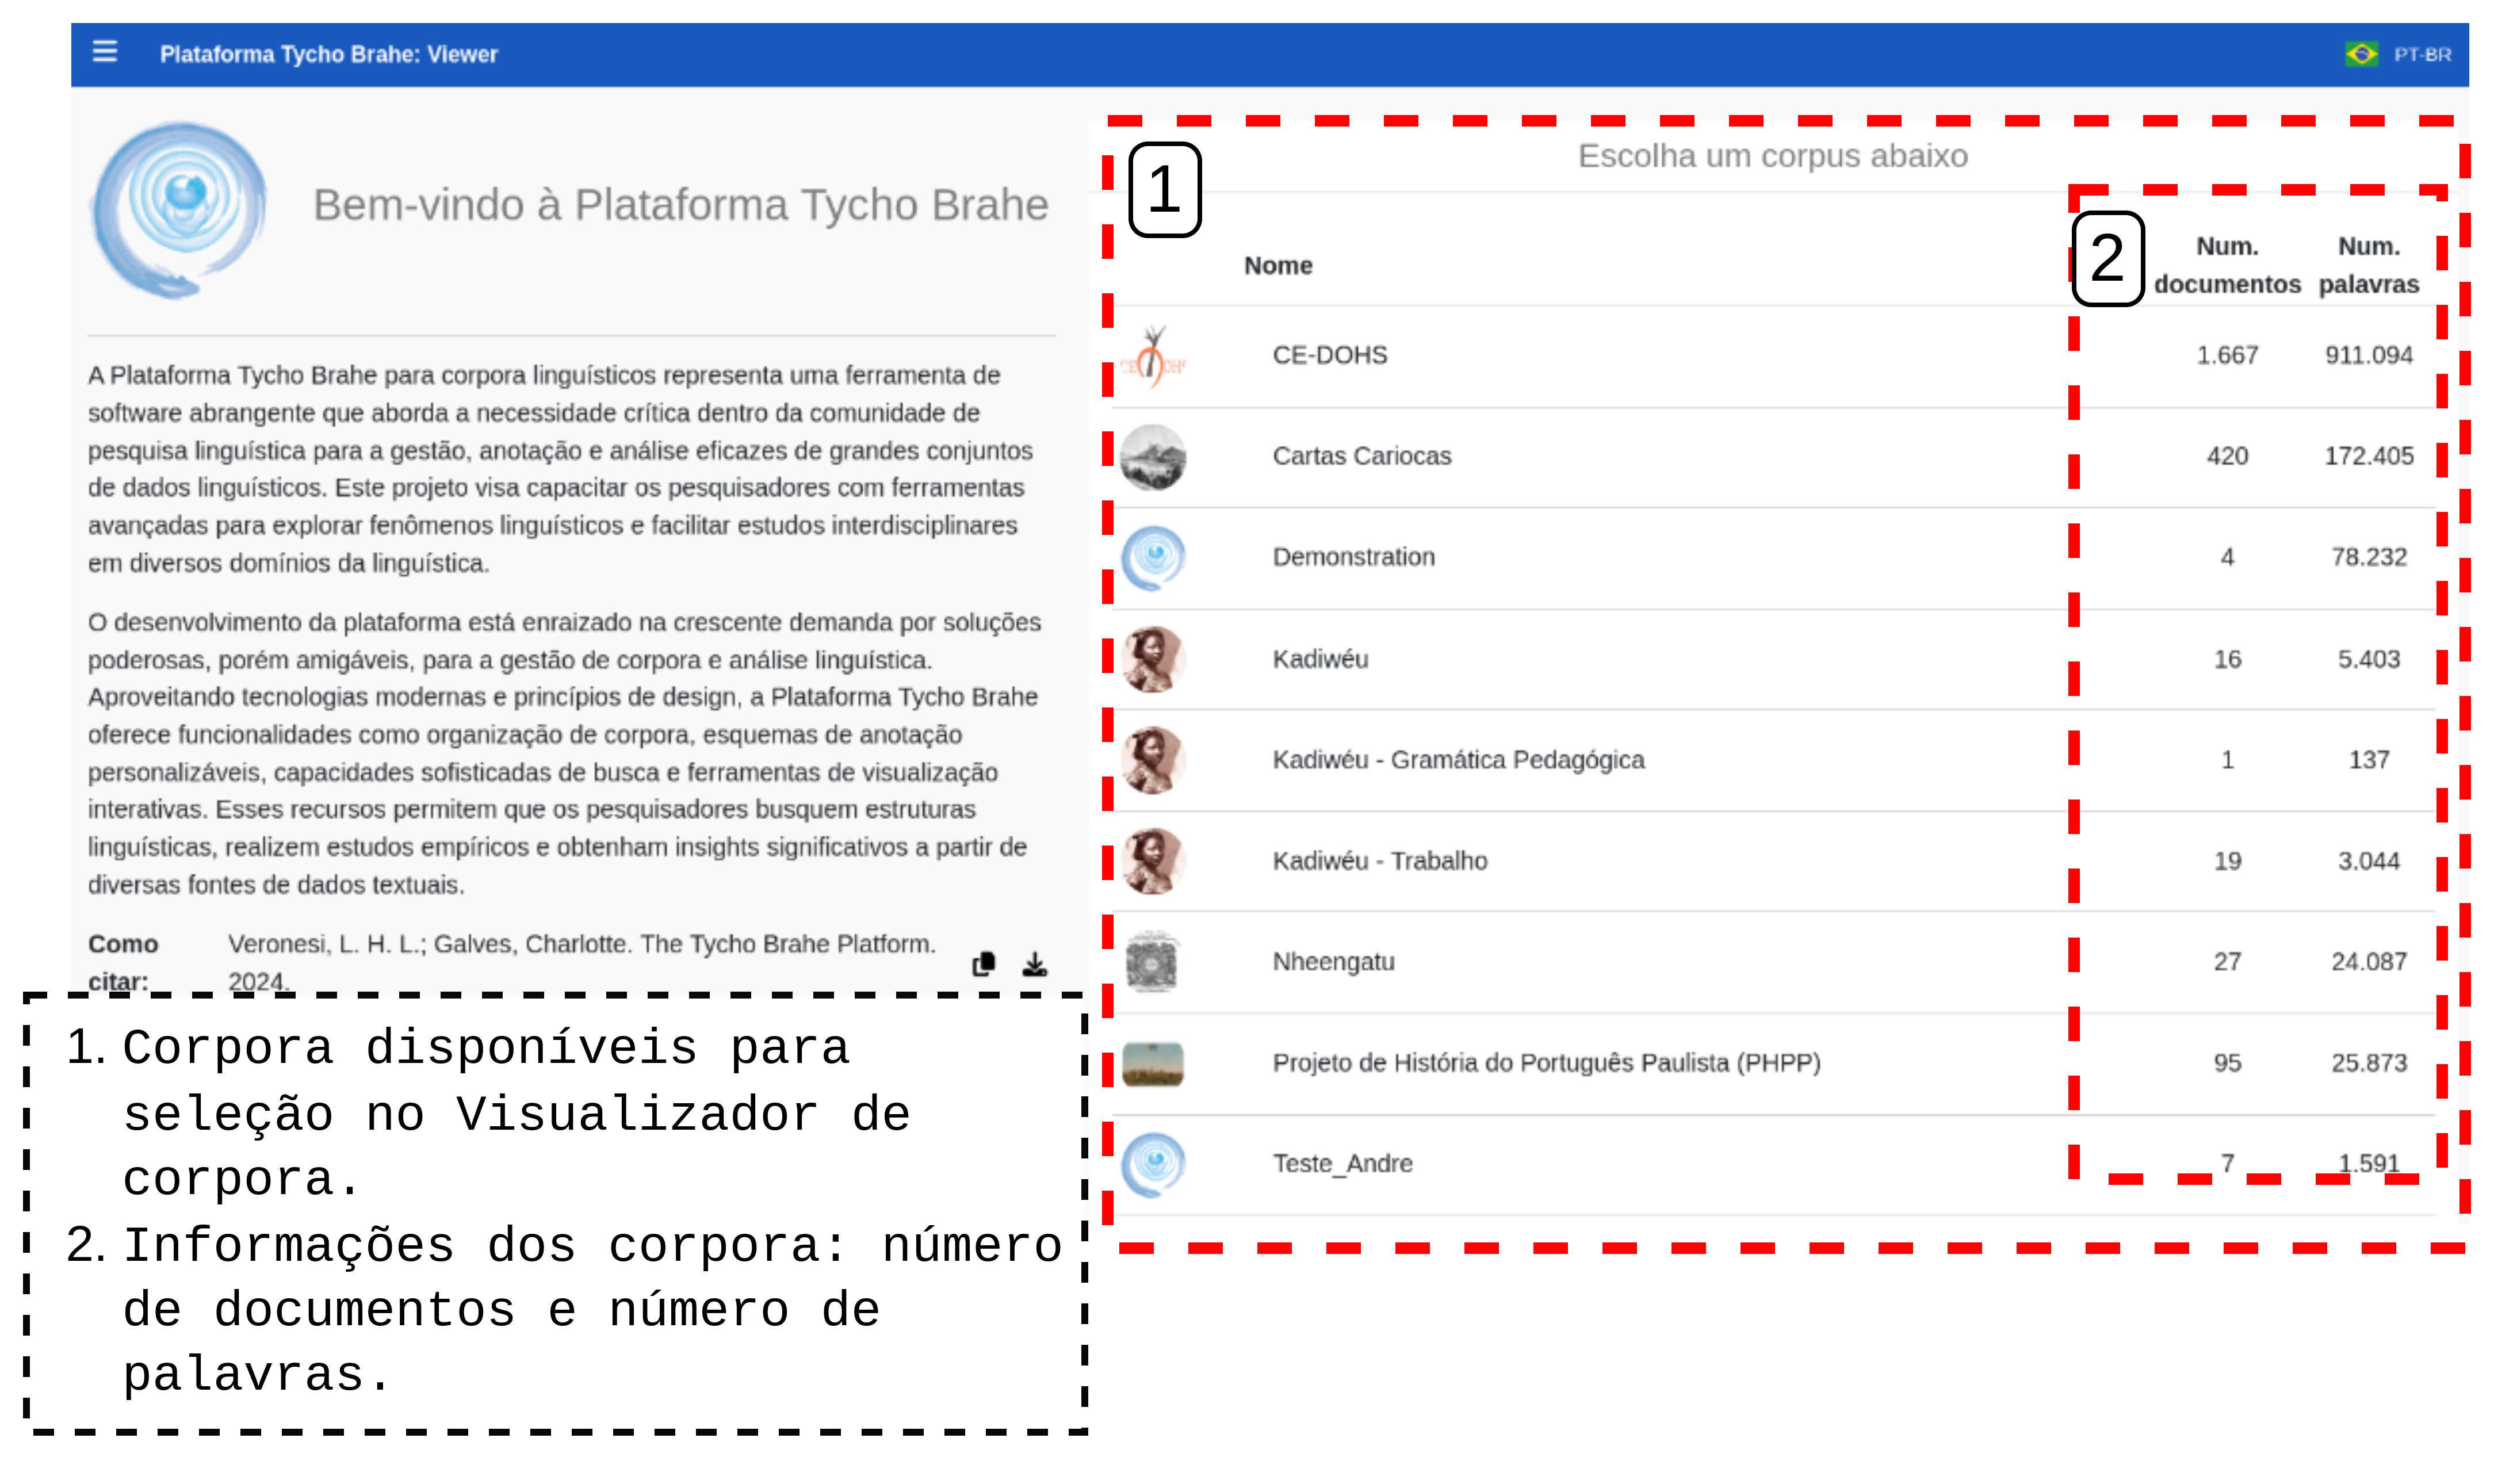 Plataforma Tycho Brahe: Viewer
PT-BR
Bem-vindo à Plataforma Tycho Brahe
A Plataforma Tycho Brahe para corpora linguísticos representa uma ferramenta de
software abrangente que aborda a necessidade crítica dentro da comunidade de
pesquisa linguística para a gestão, anotação e análise eficazes de grandes conjuntos
de dados linguísticos. Este projeto visa capacitar os pesquisadores com ferramentas
avançadas para explorar fenômenos linguísticos e facilitar estudos interdisciplinares
em diversos domínios da linguística.
O desenvolvimento da plataforma está enraizado na crescente demanda por soluções
poderosas, porém amigáveis, para a gestão de corpora e análise linguística.
Aproveitando tecnologias modernas e princípios de design, a Plataforma Tycho Brahe
oferece funcionalidades como organização de corpora, esquemas de anotação
personalizáveis, capacidades sofisticadas de busca e ferramentas de visualização
interativas. Esses recursos permitem que os pesquisadores busquem estruturas
linguísticas, realizem estudos empíricos e obtenham insights significativos a partir de
diversas fontes de dados textuais.
Como citar:
Veronesi, L. H. L.; Galves, Charlotte. The Tycho Brahe Platform.
2024.
1. Corpora disponíveis para
seleção no Visualizador de
corpora.
2. Informações dos corpora: número
de documentos e número de
palavras.
1
Escolha um corpus abaixo
2
Nome Num. documentos Num. palavras
CE-DOHS 1.667 911.094
Cartas Cariocas 420 172.405
Demonstration 4 78.232
Kadiwéu 16 5.403
Kadiwéu - Gramática Pedagógica 1 137
Kadiwéu - Trabalho 19 3.044
Nheengatu 27 24.087
Projeto de História do Português Paulista (PHPP) 95 25.873
Teste_Andre 7 1.591